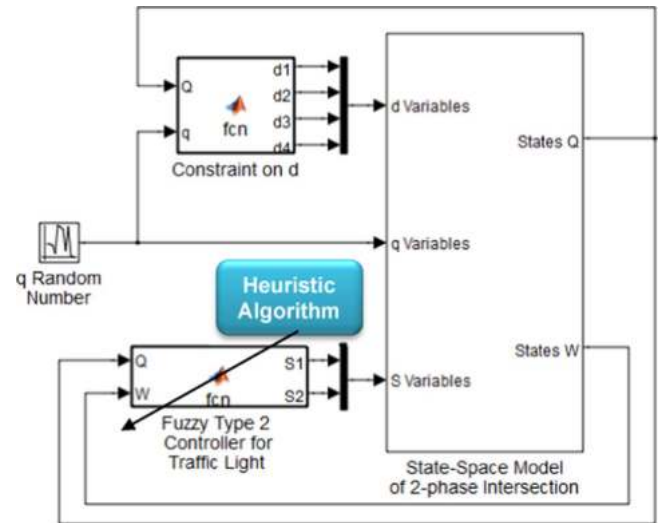 Q
q
fcn
d1
d2
d3
d4
Constraint on d
d Variables
States Q
q Variables
q Random
Number
Heuristic
Algorithm
Q
W
fcn
S1
S2
Fuzzy Type 2
Controller for
Traffic Light
S Variables
States W
State-Space Model
of 2-phase Intersection